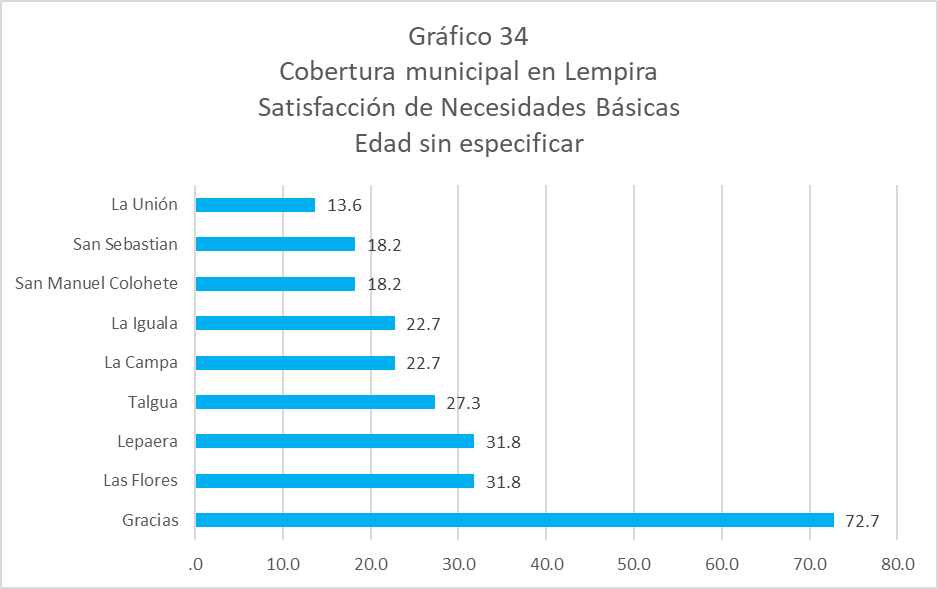 Gráfico 34
Cobertura municipal en Lempira
Satisfacción de Necesidades Básicas
Edad sin especificar
La Unión 13.6
San Sebastian 18.2
San Manuel Colohete 18.2
La Iguala 22.7
La Campa 22.7
Talgua 27.3
Lepaera 31.8
Las Flores 31.8
Gracias 72.7
.0 10.0 20.0 30.0 40.0 50.0 60.0 70.0 80.0